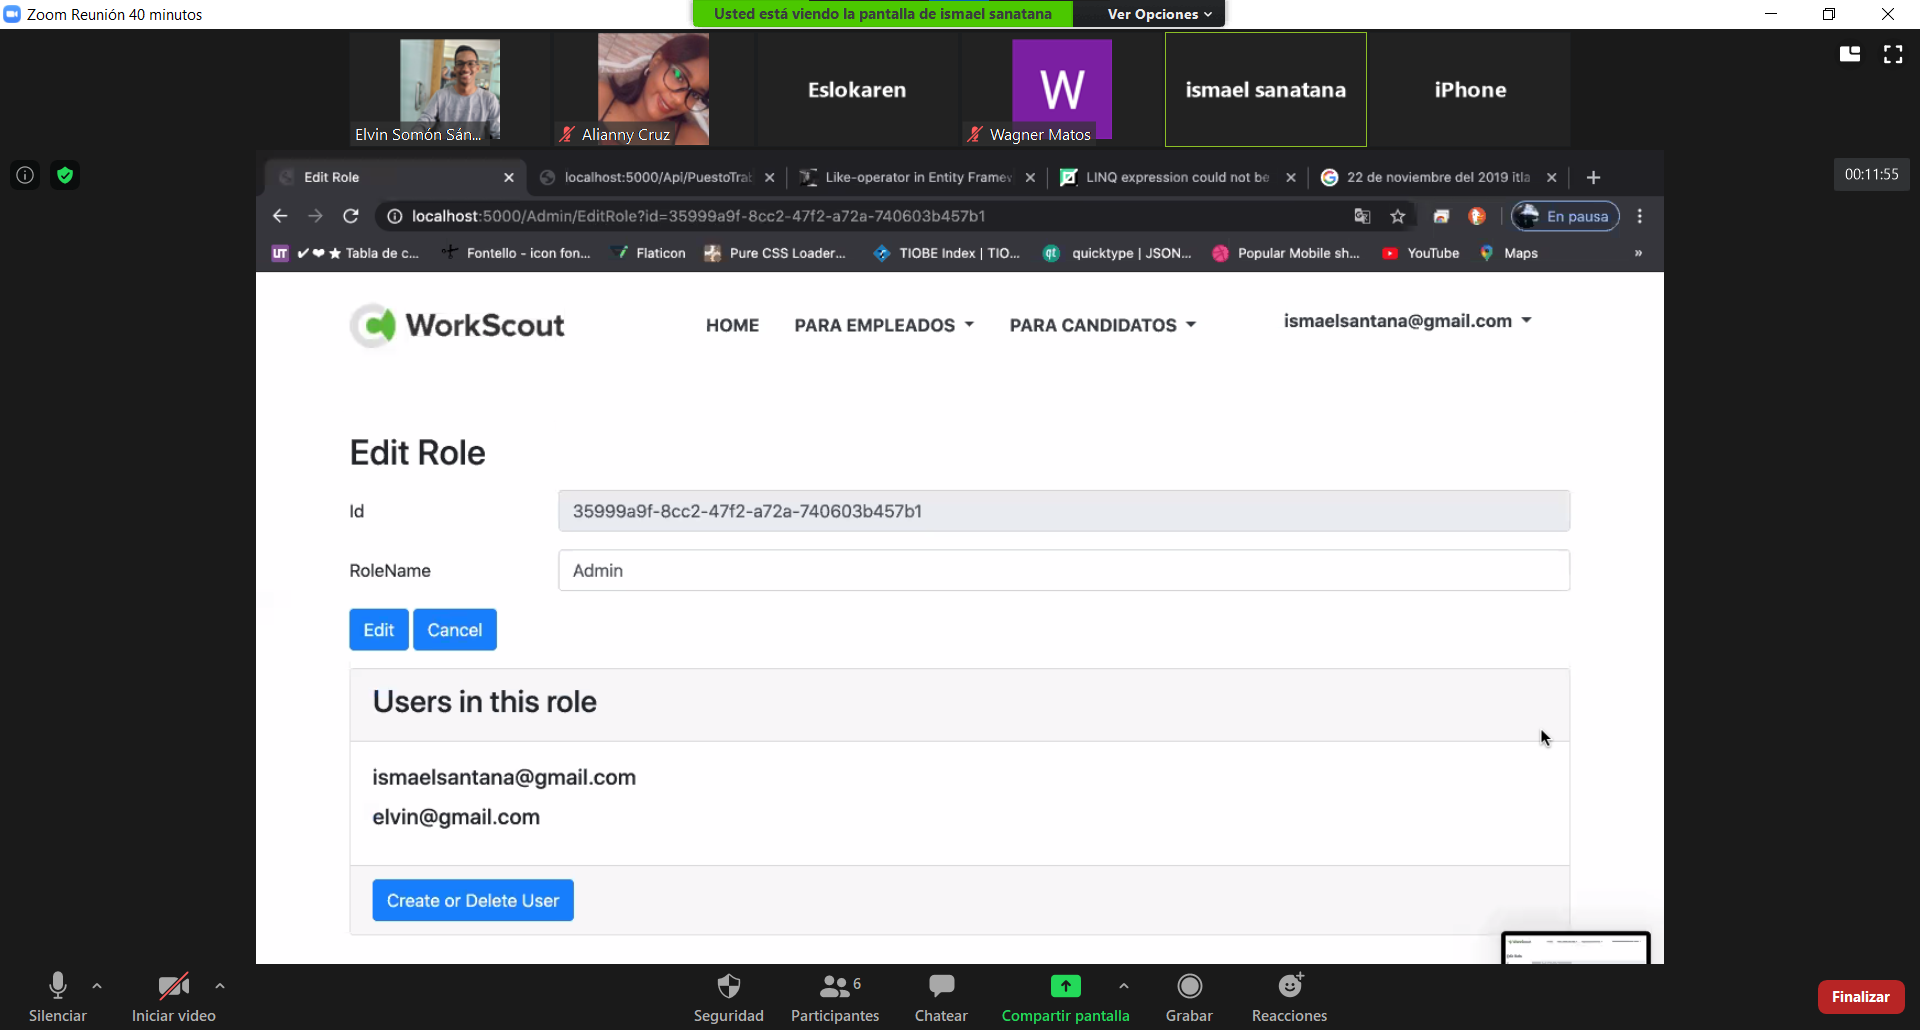 Zoom Reunión 40 minutos
Usted está viendo la pantalla de ismael sanatana
Ver Opciones
Elvin Somón Sán...
Alianny Cruz
Eslokaren
W
Wagner Matos
ismael sanatana
iPhone
00:11:55
Edit Role
localhost:5000/Api/PuestoTrab
Like-operator in Entity Framew
LINQ expression could not be
22 de noviembre del 2019 itla
localhost:5000/Admin/EditRole?id=35999a9f-8cc2-47f2-a72a-740603b457b1
En pausa
UT ✔❤★ Tabla de c...
Fontello - icon fon...
Flaticon
Pure CSS Loader...
TIOBE Index | TIO...
qt quicktype | JSON...
Popular Mobile sh...
YouTube
Maps
»
WorkScout
HOME
PARA EMPLEADOS
PARA CANDIDATOS
ismaelsantana@gmail.com
Edit Role
Id
35999a9f-8cc2-47f2-a72a-740603b457b1
RoleName
Admin
Edit
Cancel
Users in this role
ismaelsantana@gmail.com
elvin@gmail.com
Create or Delete User
Silenciar
Iniciar video
Seguridad
6
Participantes
Chatear
Compartir pantalla
Grabar
Reacciones
Finalizar